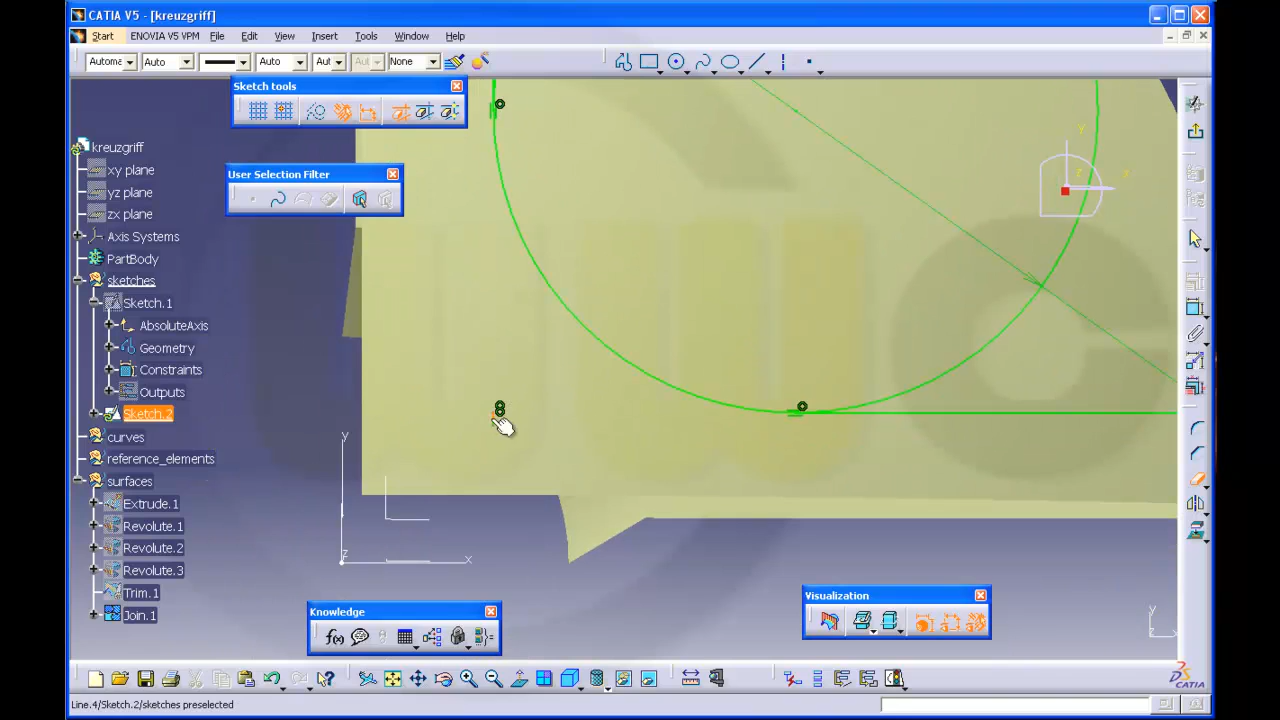 CATIA V5 - [kreuzgriff]
Start ENOVIA V5 VPM File Edit View Insert Tools Window Help
Automa Auto Auto Aut Aut None
Sketch tools
User Selection Filter
kreuzgriff
xy plane
yz plane
zx plane
Axis Systems
PartBody
sketches
Sketch.1
AbsoluteAxis
Geometry
Constraints
Outputs
Sketch.2
curves
reference_elements
surfaces
Extrude.1
Revolute.1
Revolute.2
Revolute.3
Trim.1
Join.1
y
x
z
y
x
z
Knowledge
f(x)
Visualization
y
CATIA
Line.4/Sketch.2/sketches preselected